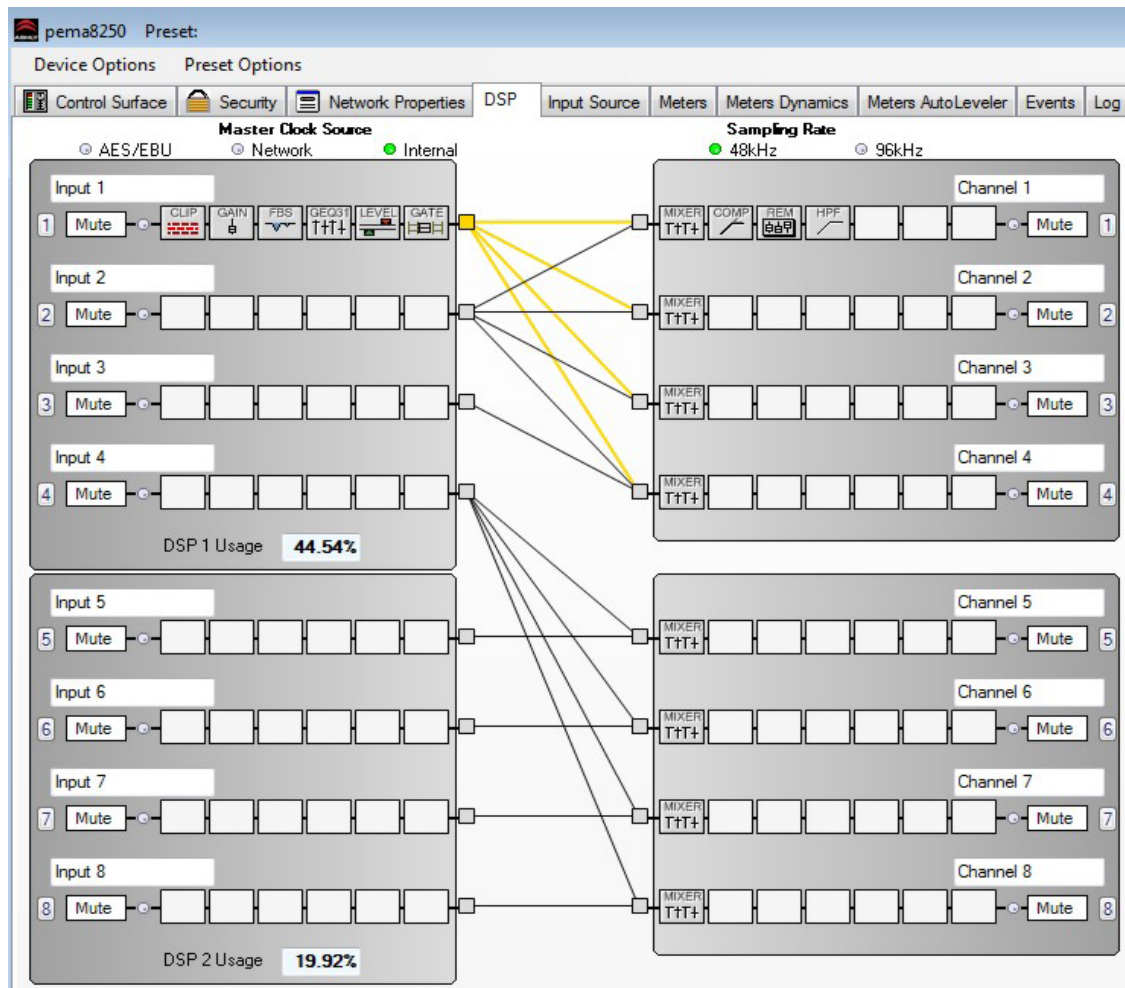 pema8250 Preset:
Device Options Preset Options
Control Surface Security Network Properties DSP Input Source Meters Meters Dynamics Meters AutoLeveler Events Log
Master Clock Source Sampling Rate
AES/EBU Network Internal 48kHz 96kHz
Input 1 Channel 1
1 Mute CLIP GAIN FBS GEQ31 LEVEL GATE MIXER COMP REM HPF Mute 1
Input 2 Channel 2
2 Mute MIXER Mute 2
Input 3 Channel 3
3 Mute MIXER Mute 3
Input 4 Channel 4
4 Mute MIXER Mute 4
DSP 1 Usage 44.54%
Input 5 Channel 5
5 Mute MIXER Mute 5
Input 6 Channel 6
6 Mute MIXER Mute 6
Input 7 Channel 7
7 Mute MIXER Mute 7
Input 8 Channel 8
8 Mute MIXER Mute 8
DSP 2 Usage 19.92%